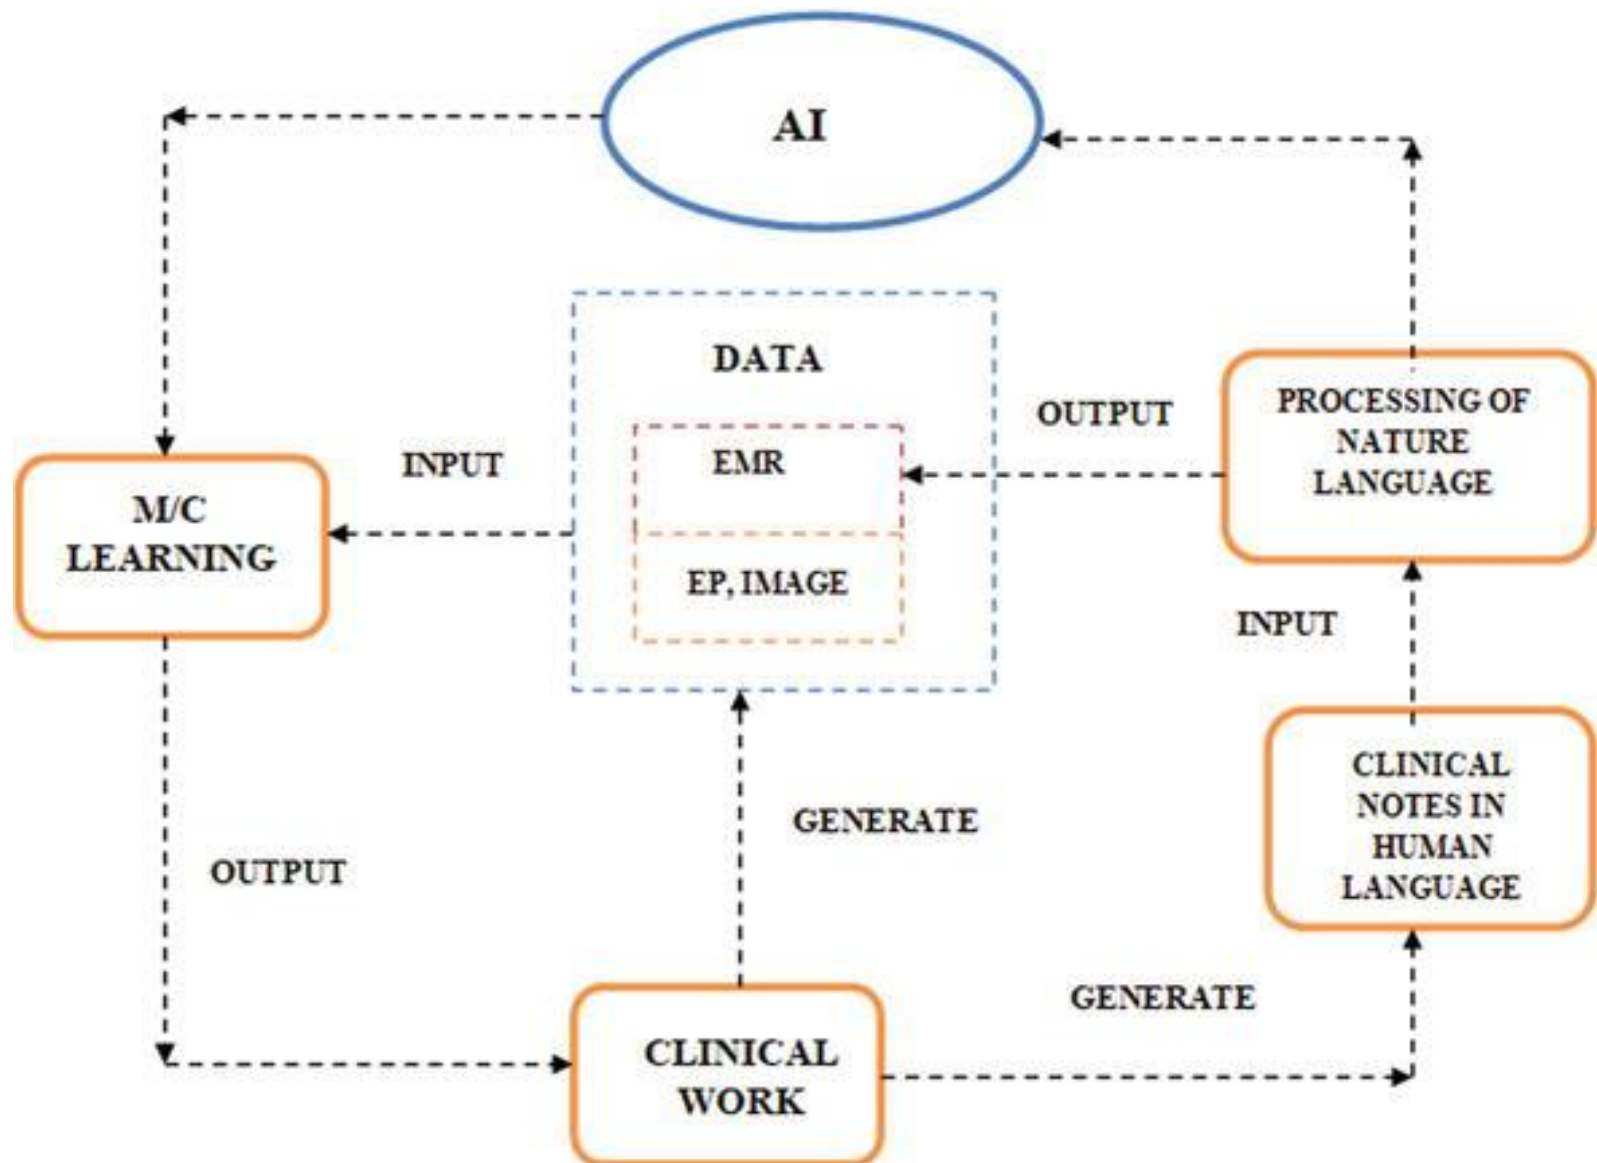 AI
DATA
EMR
EP, IMAGE
INPUT
M/C
LEARNING
OUTPUT
PROCESSING OF
NATURE
LANGUAGE
INPUT
CLINICAL
NOTES IN
HUMAN
LANGUAGE
GENERATE
OUTPUT
GENERATE
CLINICAL
WORK